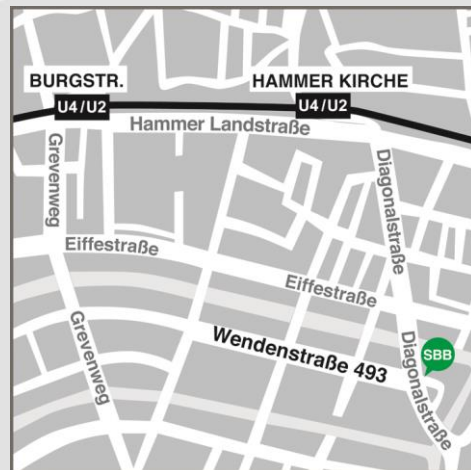 BURGSTR.
HAMMER KIRCHE
U4/U2
U4/U2
Hammer Landstraße
Grevenweg
Diagonalstraße
Eiffestraße
Eiffestraße
Grevenweg
Wendenstraße 493
SBB
Diagonalstraße